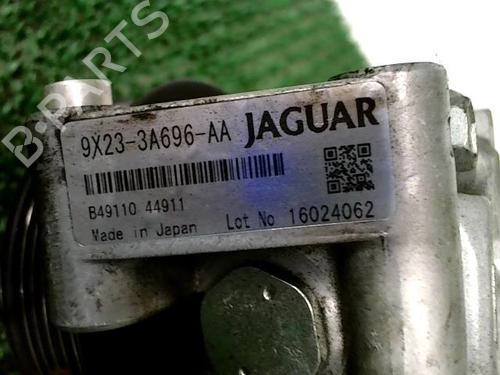 B-PARTS
9X23-3A696-AA JAGUAR
B49110 44911
Made in Japan Lot No 16024062